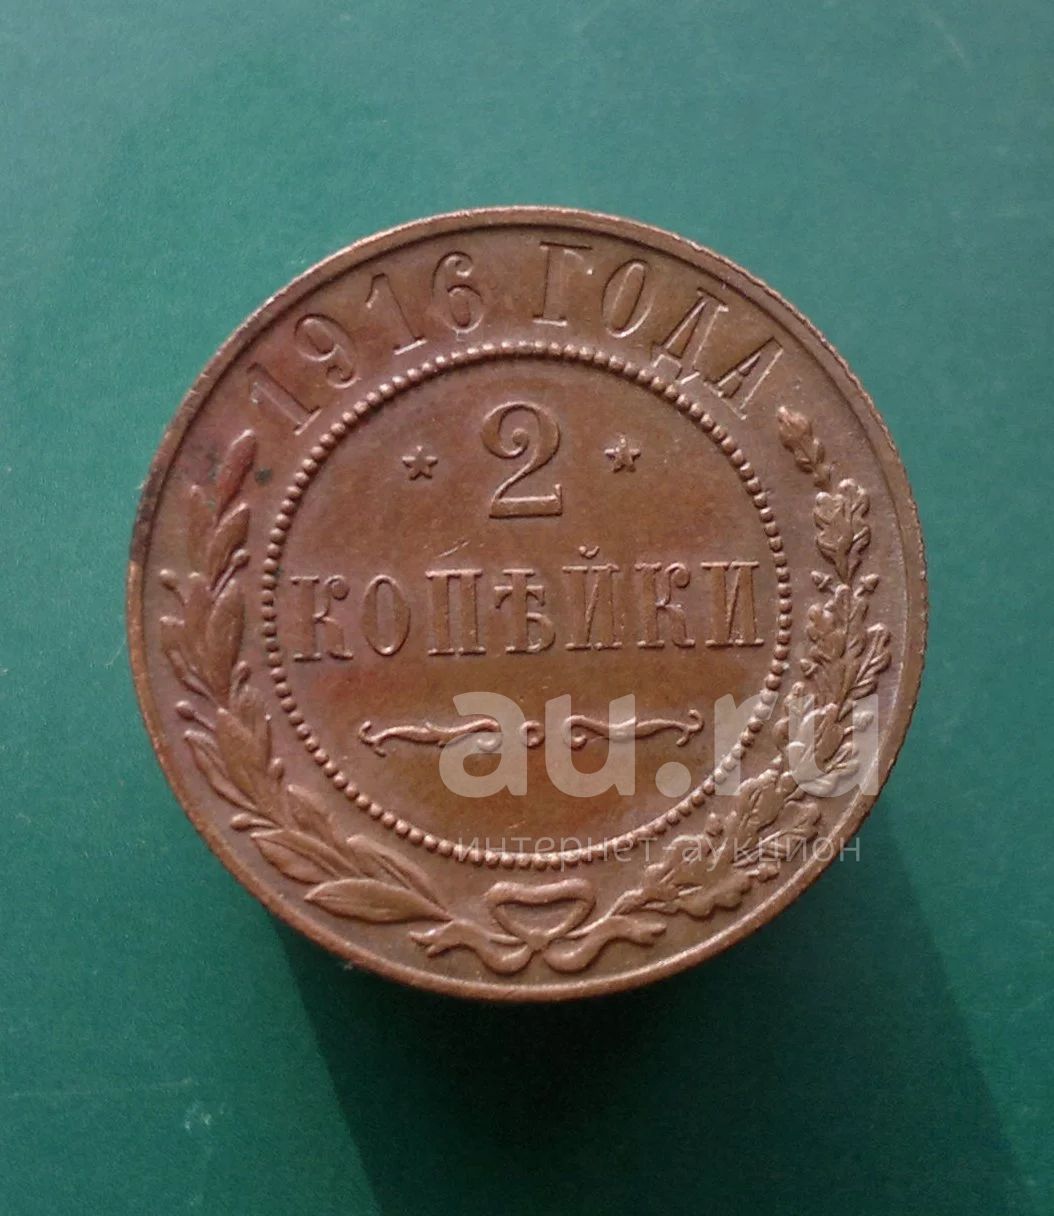 1916 ГОДА
* 2 *
КОПѢЙКИ
au.ru
интернет-аукцион